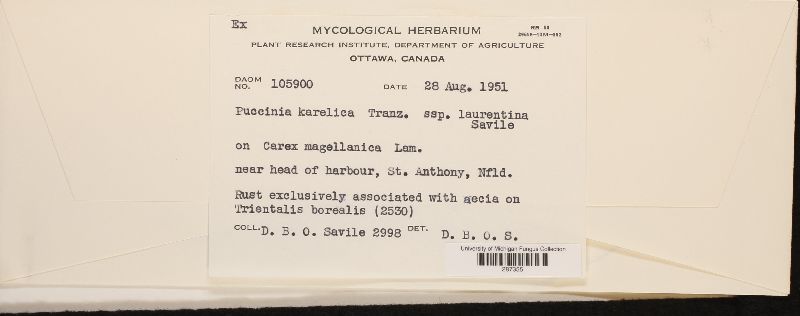 Ex
MYCOLOGICAL HERBARIUM
PLANT RESEARCH INSTITUTE, DEPARTMENT OF AGRICULTURE
OTTAWA, CANADA
DAOM NO. 105900 DATE 28 Aug. 1951
Puccinia karelica Tranz. ssp. laurentina
Savile
on Carex magellanica Lam.
near head of harbour, St. Anthony, Nfld.
Rust exclusively associated with aecia on
Trientalis borealis (2530)
COLL. D. B. O. Savile 2998 DET. D. B. O. S.
University of Michigan Fungus Collection
287355